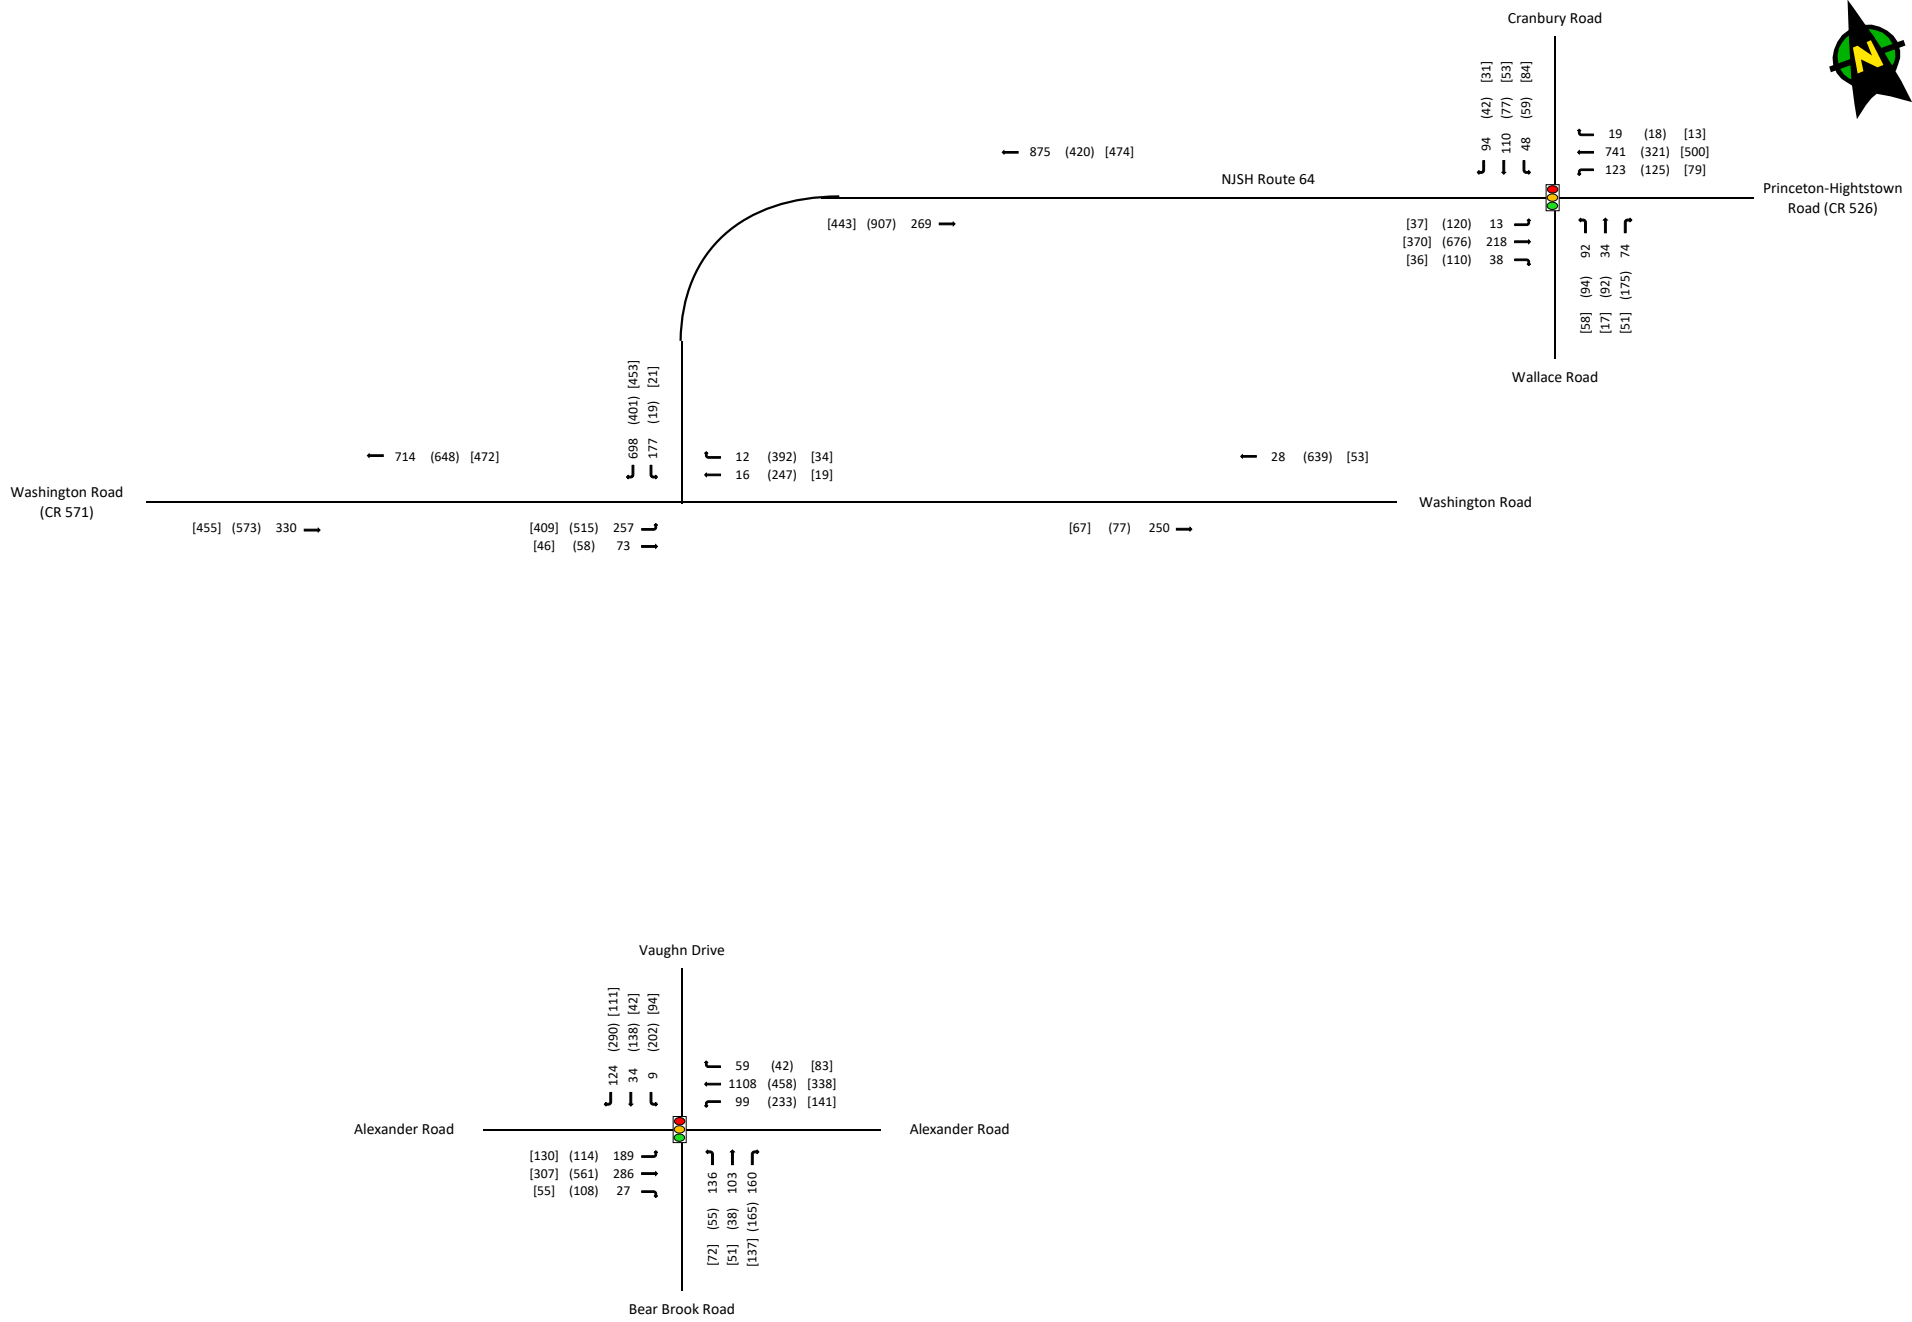 Cranbury Road
N
94 (42) [31]
110 (77) [53]
48 (59) [84]
19 (18) [13]
741 (321) [500]
123 (125) [79]
875 (420) [474]
NJSH Route 64
Princeton-Hightstown
Road (CR 526)
[443] (907) 269
[37] (120) 13
[370] (676) 218
[36] (110) 38
[58] (94) 92
[17] (92) 34
[51] (175) 74
Wallace Road
698 (401) [453]
177 (19) [21]
714 (648) [472]
12 (392) [34]
16 (247) [19]
28 (639) [53]
Washington Road
(CR 571)
Washington Road
[455] (573) 330
[409] (515) 257
[46] (58) 73
[67] (77) 250
Vaughn Drive
124 (290) [111]
34 (138) [42]
9 (202) [94]
59 (42) [83]
1108 (458) [338]
99 (233) [141]
Alexander Road
Alexander Road
[130] (114) 189
[307] (561) 286
[55] (108) 27
[72] (55) 136
[51] (38) 103
[137] (165) 160
Bear Brook Road